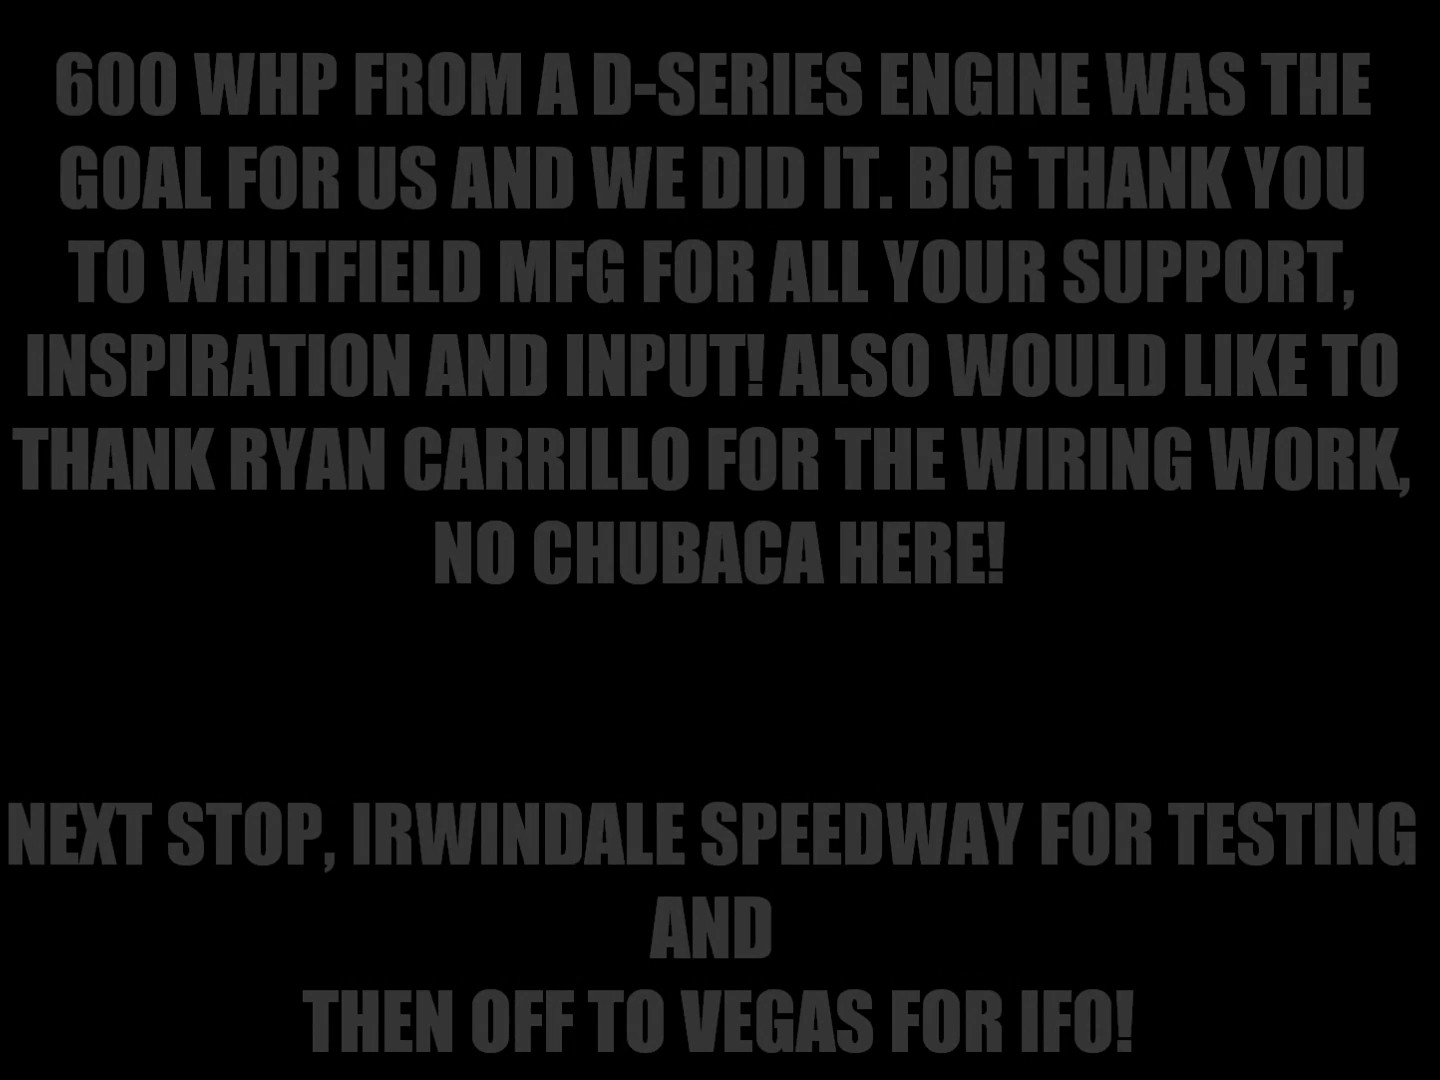 600 WHP FROM A D-SERIES ENGINE WAS THE
GOAL FOR US AND WE DID IT. BIG THANK YOU
TO WHITFIELD MFG FOR ALL YOUR SUPPORT,
INSPIRATION AND INPUT! ALSO WOULD LIKE TO
THANK RYAN CARRILLO FOR THE WIRING WORK,
NO CHUBACA HERE!
NEXT STOP, IRWINDALE SPEEDWAY FOR TESTING
AND
THEN OFF TO VEGAS FOR IFO!